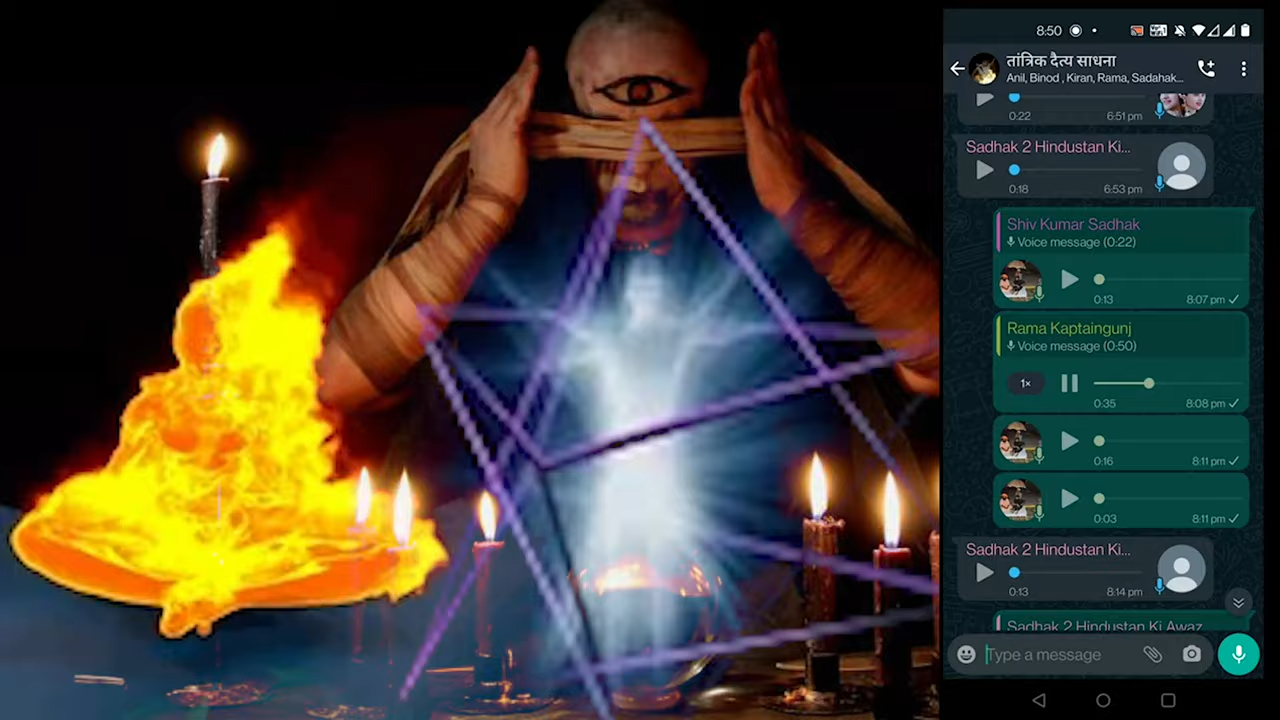 8:50
तांत्रिक दैत्य साधना
Anil, Binod , Kiran, Rama, Sadahak...
0:22 6:51 pm
Sadhak 2 Hindustan Ki...
0:18 6:53 pm
Shiv Kumar Sadhak
Voice message (0:22)
0:13 8:07 pm
Rama Kaptaingunj
Voice message (0:50)
1×
0:35 8:08 pm
0:16 8:11 pm
0:03 8:11 pm
Sadhak 2 Hindustan Ki...
0:13 8:14 pm
Sadhak 2 Hindustan Ki Awaz
Type a message